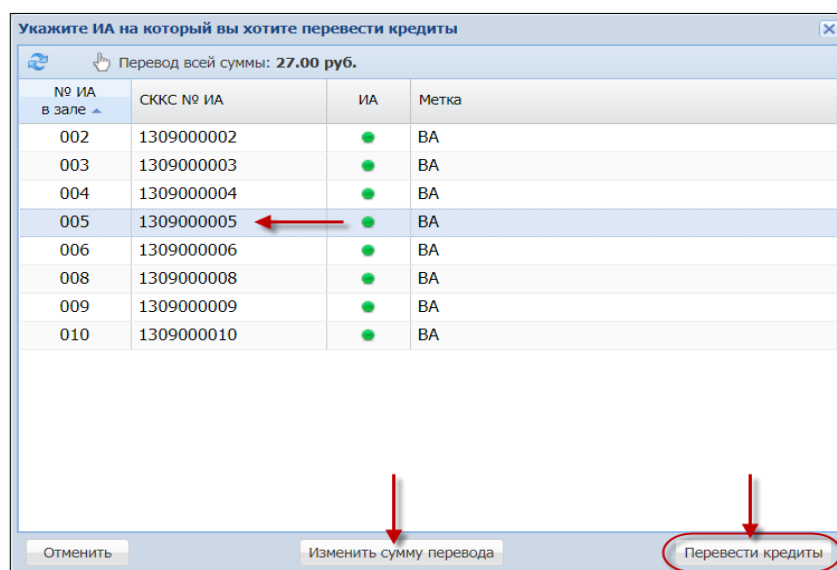 Укажите ИА на который вы хотите перевести кредиты
Перевод всей суммы: 27.00 руб.
№ ИА в зале СККС № ИА ИА Метка
002 1309000002 ВА
003 1309000003 ВА
004 1309000004 ВА
005 1309000005 ВА
006 1309000006 ВА
008 1309000008 ВА
009 1309000009 ВА
010 1309000010 ВА
Отменить Изменить сумму перевода Перевести кредиты